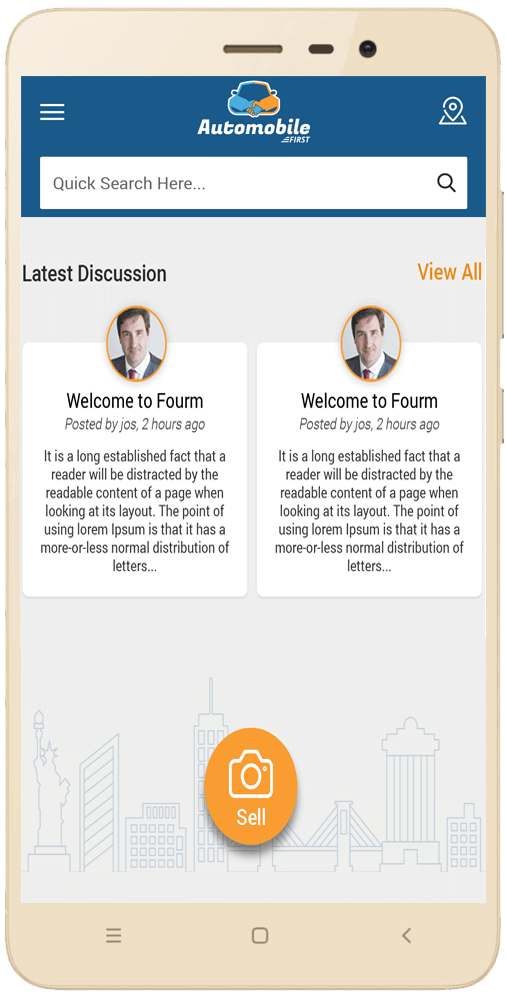 Automobile
FIRST
Quick Search Here...
Latest Discussion
View All
Welcome to Fourm
Posted by jos, 2 hours ago
It is a long established fact that a
reader will be distracted by the
readable content of a page when
looking at its layout. The point of
using lorem Ipsum is that it has a
more-or-less normal distribution of
letters...
Welcome to Fourm
Posted by jos, 2 hours ago
It is a long established fact that a
reader will be distracted by the
readable content of a page when
looking at its layout. The point of
using lorem Ipsum is that it has a
more-or-less normal distribution of
letters...
Sell